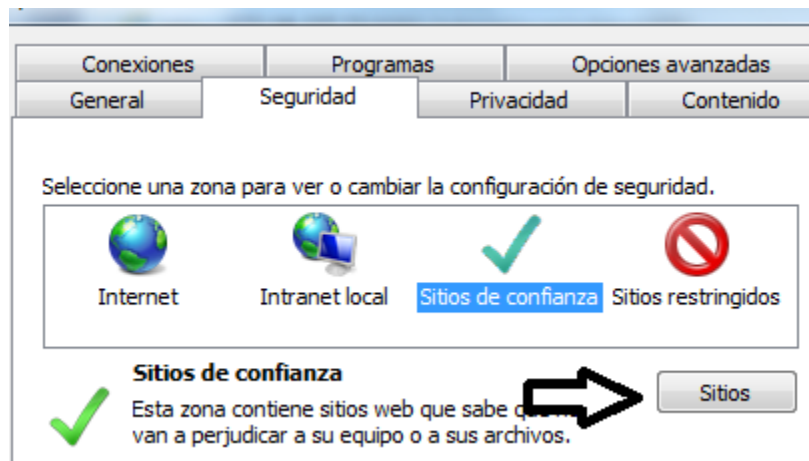 Conexiones Programas Opciones avanzadas
General Seguridad Privacidad Contenido
Seleccione una zona para ver o cambiar la configuración de seguridad.
Internet Intranet local Sitios de confianza Sitios restringidos
Sitios de confianza
Sitios
Esta zona contiene sitios web que sabe
van a perjudicar a su equipo o a sus archivos.